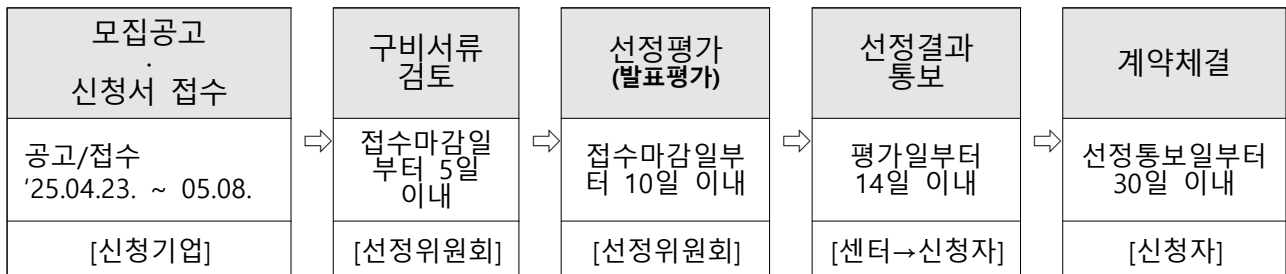 모집공고
·
신청서 접수
공고/접수
'25.04.23. ~ 05.08.
[신청기업]
⇨
구비서류
검토
접수마감일
부터 5일
이내
[선정위원회]
⇨
선정평가
(발표평가)
접수마감일부
터 10일 이내
[선정위원회]
⇨
선정결과
통보
평가일부터
14일 이내
[센터→신청자]
⇨
계약체결
선정통보일부터
30일 이내
[신청자]